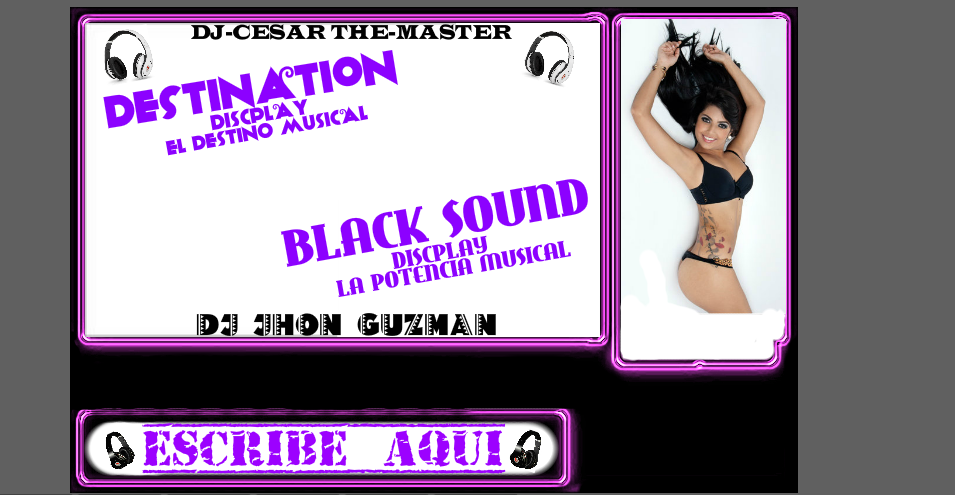 DJ-CESAR THE-MASTER
DESTINATION
DISCPLAY
EL DESTINO MUSICAL
BLACK SOUND
DISCPLAY
LA POTENCIA MUSICAL
DJ JHON GUZMAN
ESCRIBE AQUI